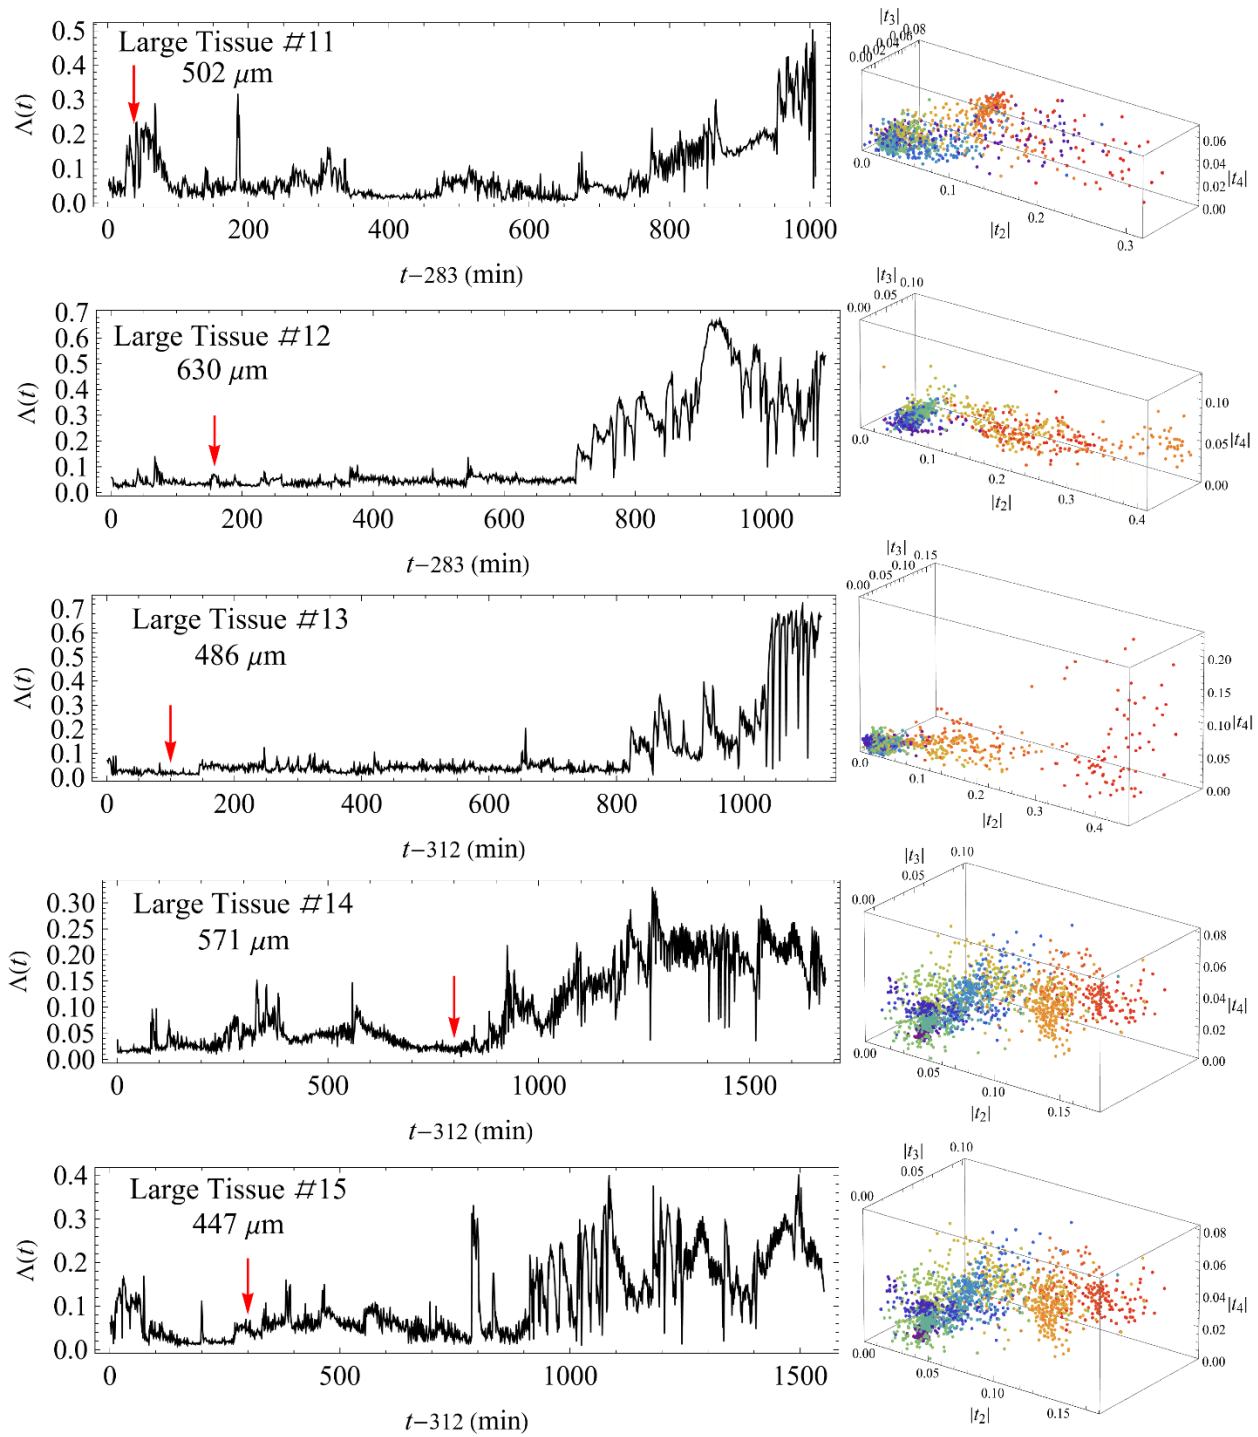 Large Tissue #11
502 μm
Λ(t)
0.5
0.4
0.3
0.2
0.1
0.0
0 200 400 600 800 1000
t−283 (min)
|t3|
0.00 0.02 0.04 0.06 0.08
0.0 0.1 0.2 0.3
|t2|
0.06
0.04
|t4|
0.02
0.00
Large Tissue #12
630 μm
Λ(t)
0.7
0.6
0.5
0.4
0.3
0.2
0.1
0.0
0 200 400 600 800 1000
t−283 (min)
|t3|
0.00 0.05 0.10
0.0 0.1 0.2 0.3 0.4
|t2|
0.10
0.05
|t4|
0.00
Large Tissue #13
486 μm
Λ(t)
0.7
0.6
0.5
0.4
0.3
0.2
0.1
0.0
0 200 400 600 800 1000
t−312 (min)
|t3|
0.00 0.05 0.10 0.15
0.0 0.1 0.2 0.3 0.4
|t2|
0.20
0.15
0.10
|t4|
0.05
0.00
Large Tissue #14
571 μm
Λ(t)
0.30
0.25
0.20
0.15
0.10
0.05
0.00
0 500 1000 1500
t−312 (min)
|t3|
0.00 0.05 0.10
0.00 0.05 0.10 0.15
|t2|
0.08
0.06
0.04
|t4|
0.02
0.00
Large Tissue #15
447 μm
Λ(t)
0.4
0.3
0.2
0.1
0.0
0 500 1000 1500
t−312 (min)
|t3|
0.00 0.05 0.10
0.00 0.05 0.10 0.15
|t2|
0.08
0.06
0.04
|t4|
0.02
0.00